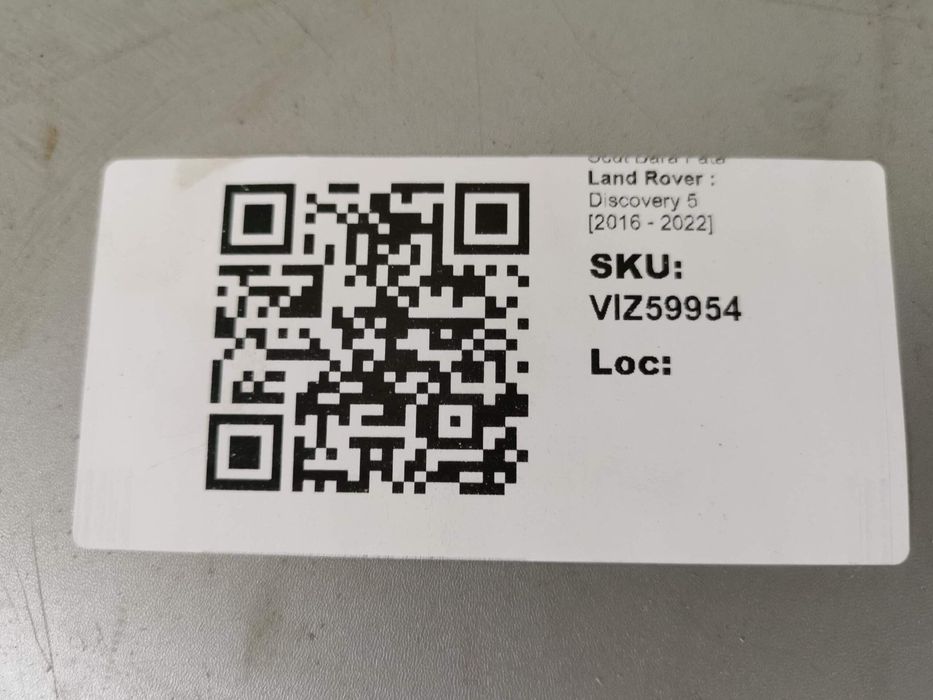 Land Rover :
Discovery 5
[2016 - 2022]
SKU:
VIZ59954
Loc: